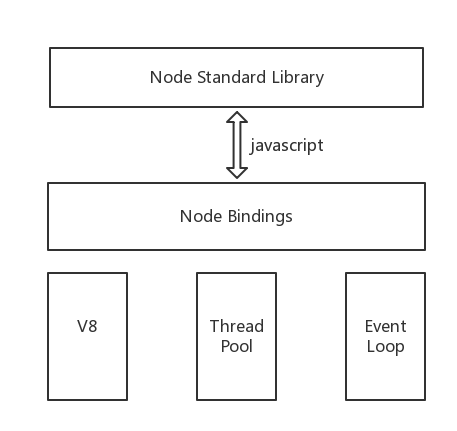 Node Standard Library
javascript
Node Bindings
V8
Thread
Pool
Event
Loop